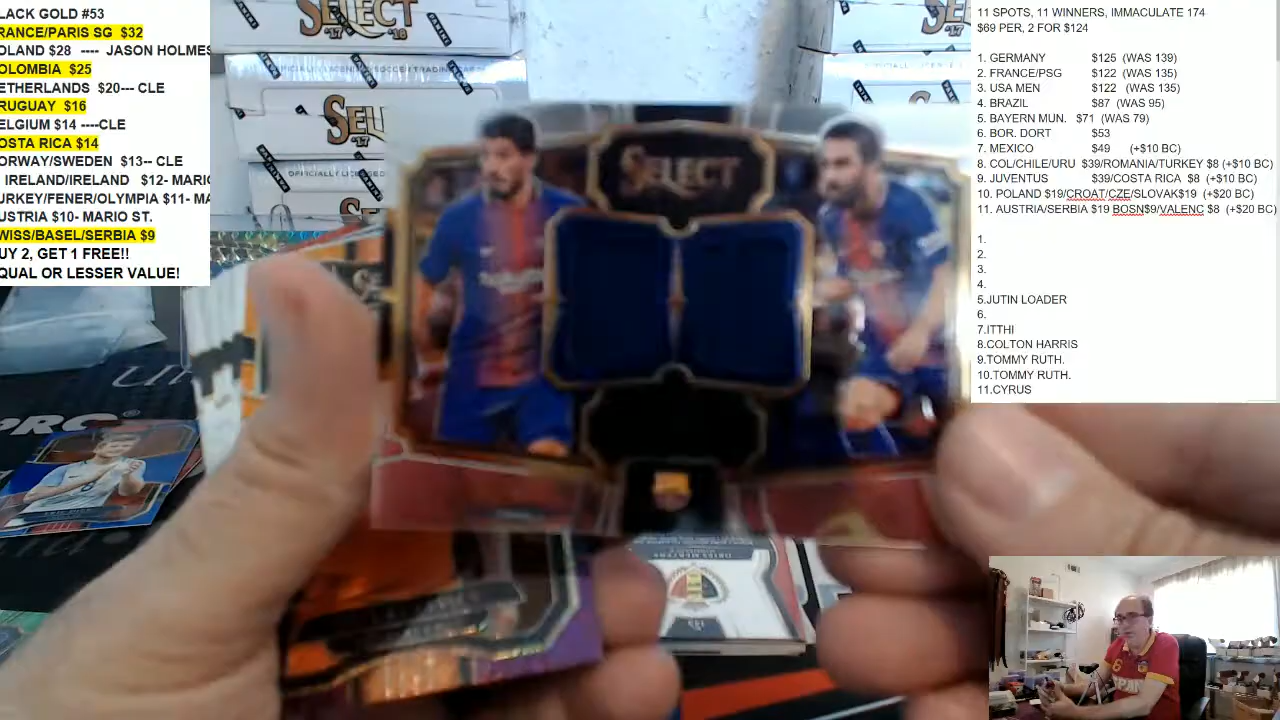 LACK GOLD #53
RANCE/PARIS SG $32
OLAND $28 ---- JASON HOLMES
OLOMBIA $25
ETHERLANDS $20--- CLE
RUGUAY $16
ELGIUM $14 ----CLE
OSTA RICA $14
ORWAY/SWEDEN $13-- CLE
IRELAND/IRELAND $12- MARIO
URKEY/FENER/OLYMPIA $11- MA
USTRIA $10- MARIO ST.
WISS/BASEL/SERBIA $9
UY 2, GET 1 FREE!!
QUAL OR LESSER VALUE!
SELECT
'17 '18
SELECT
SELECT
11 SPOTS, 11 WINNERS, IMMACULATE 174
$69 PER, 2 FOR $124
1. GERMANY $125 (WAS 139)
2. FRANCE/PSG $122 (WAS 135)
3. USA MEN $122 (WAS 135)
4. BRAZIL $87 (WAS 95)
5. BAYERN MUN. $71 (WAS 79)
6. BOR. DORT $53
7. MEXICO $49 (+$10 BC)
8. COL/CHILE/URU $39/ROMANIA/TURKEY $8 (+$10 BC)
9. JUVENTUS $39/COSTA RICA $8 (+$10 BC)
10. POLAND $19/CROAT/CZE/SLOVAK$19 (+$20 BC)
11. AUSTRIA/SERBIA $19 BOSN$9/VALENC $8 (+$20 BC)
1.
2.
3.
4.
5.JUTIN LOADER
6.
7.ITTHI
8.COLTON HARRIS
9.TOMMY RUTH.
10.TOMMY RUTH.
11.CYRUS
DRIES MERTENS